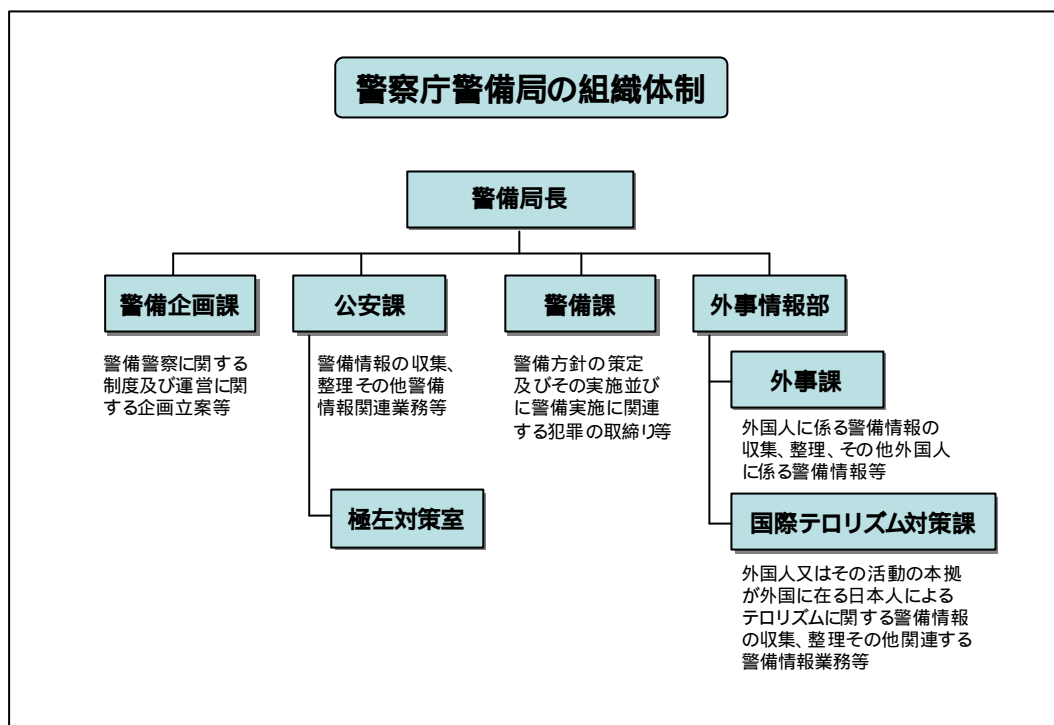 警察庁警備局の組織体制
警備局長
警備企画課
警備警察に関する
制度及び運営に関
する企画立案等
公安課
警備情報の収集、
整理その他警備
情報関連業務等
極左対策室
警備課
警備方針の策定
及びその実施並び
に警備実施に関連
する犯罪の取締り等
外事情報部
外事課
外国人に係る警備情報の
収集、整理、その他外国人
に係る警備情報等
国際テロリズム対策課
外国人又はその活動の本拠
が外国に在る日本人による
テロリズムに関する警備情報
の収集、整理その他関連する
警備情報業務等